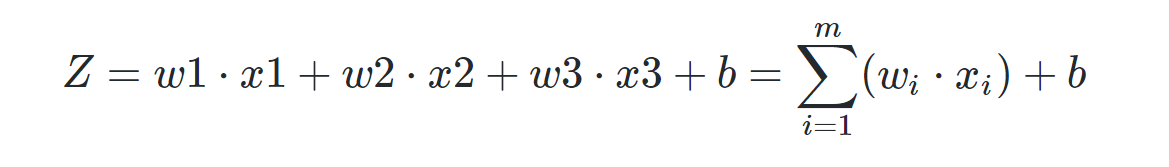 Z = w1 · x1 + w2 · x2 + w3 · x3 + b = ∑_{i=1}^{m} (w_i · x_i) + b